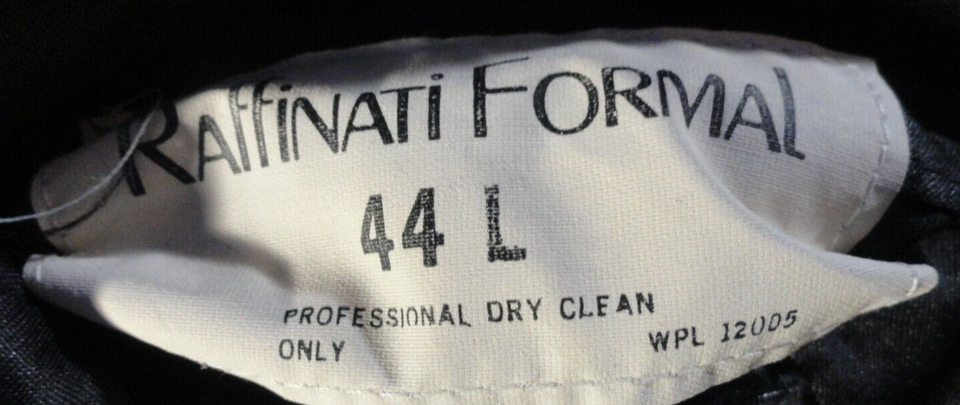 Raffinati Formal
44 L
PROFESSIONAL DRY CLEAN
ONLY WPL 12005